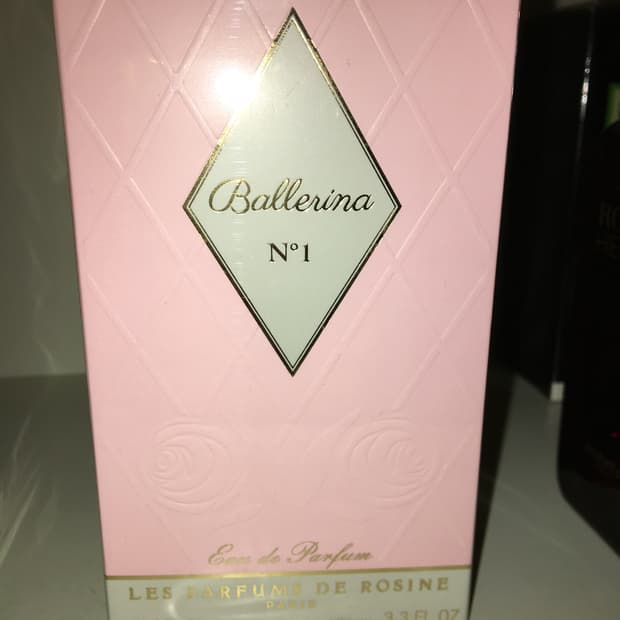 Ballerina
N°1
Eau de Parfum
LES PARFUMS DE ROSINE
PARIS
3.3 FL OZ